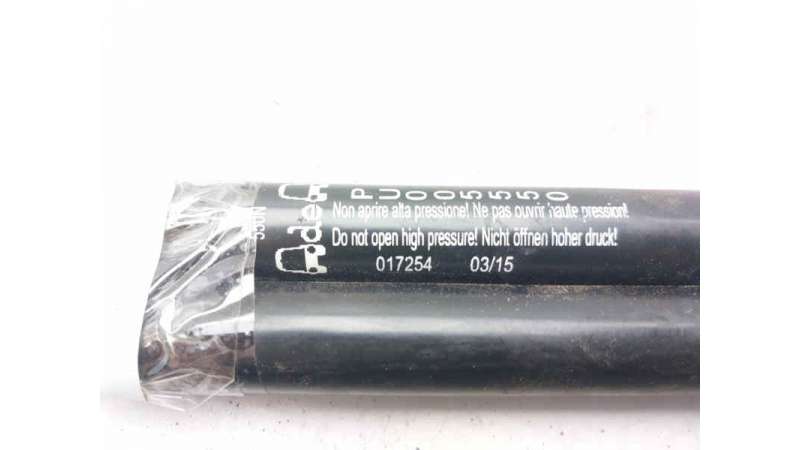 PU005550
Non aprire alta pressione! Ne pas ouvrir haute pression!
Do not open high pressure! Nicht öffnen hoher druck!
017254 03/15